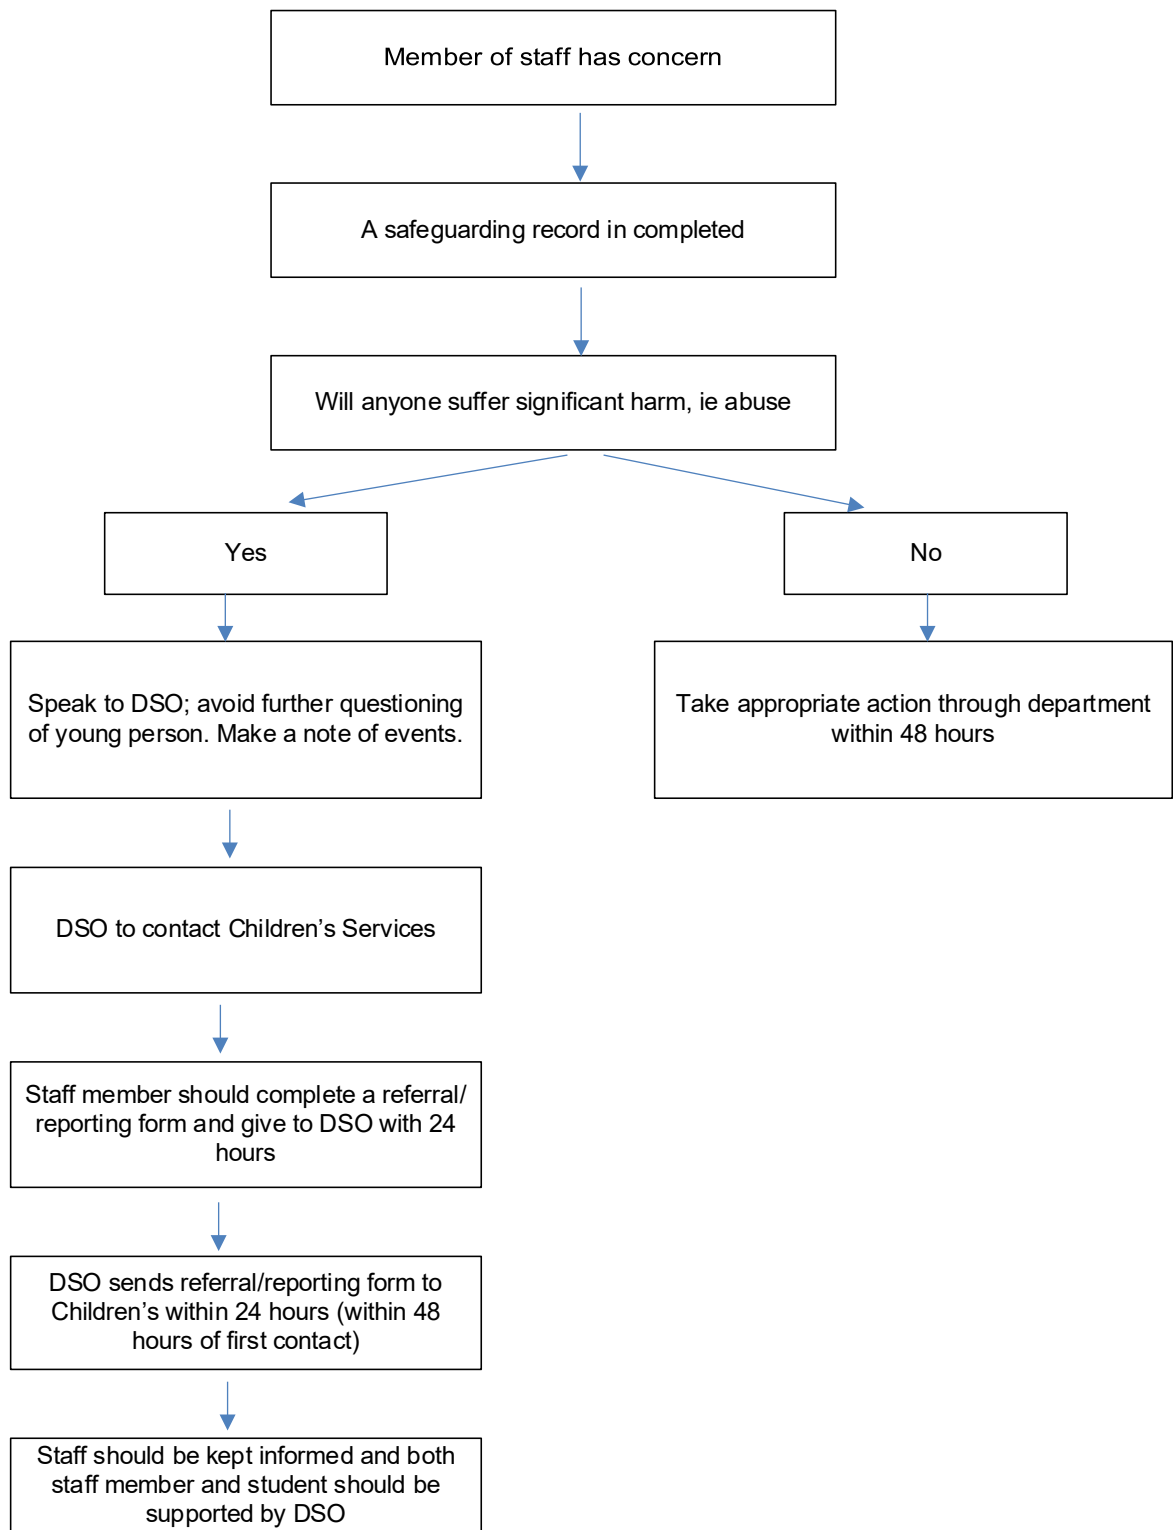 Member of staff has concern
A safeguarding record in completed
Will anyone suffer significant harm, ie abuse
Yes
No
Speak to DSO; avoid further questioning
of young person. Make a note of events.
Take appropriate action through department
within 48 hours
DSO to contact Children’s Services
Staff member should complete a referral/
reporting form and give to DSO with 24
hours
DSO sends referral/reporting form to
Children’s within 24 hours (within 48
hours of first contact)
Staff should be kept informed and both
staff member and student should be
supported by DSO